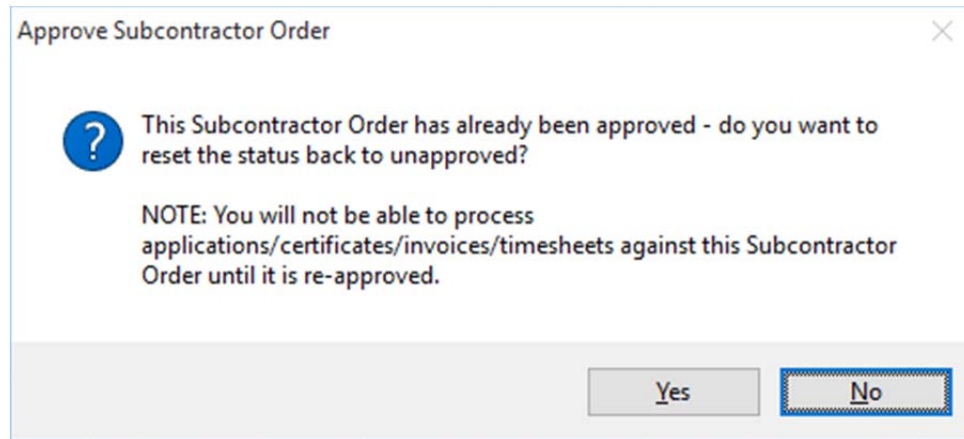 Approve Subcontractor Order
This Subcontractor Order has already been approved - do you want to
reset the status back to unapproved?
NOTE: You will not be able to process
applications/certificates/invoices/timesheets against this Subcontractor
Order until it is re-approved.
Yes
No